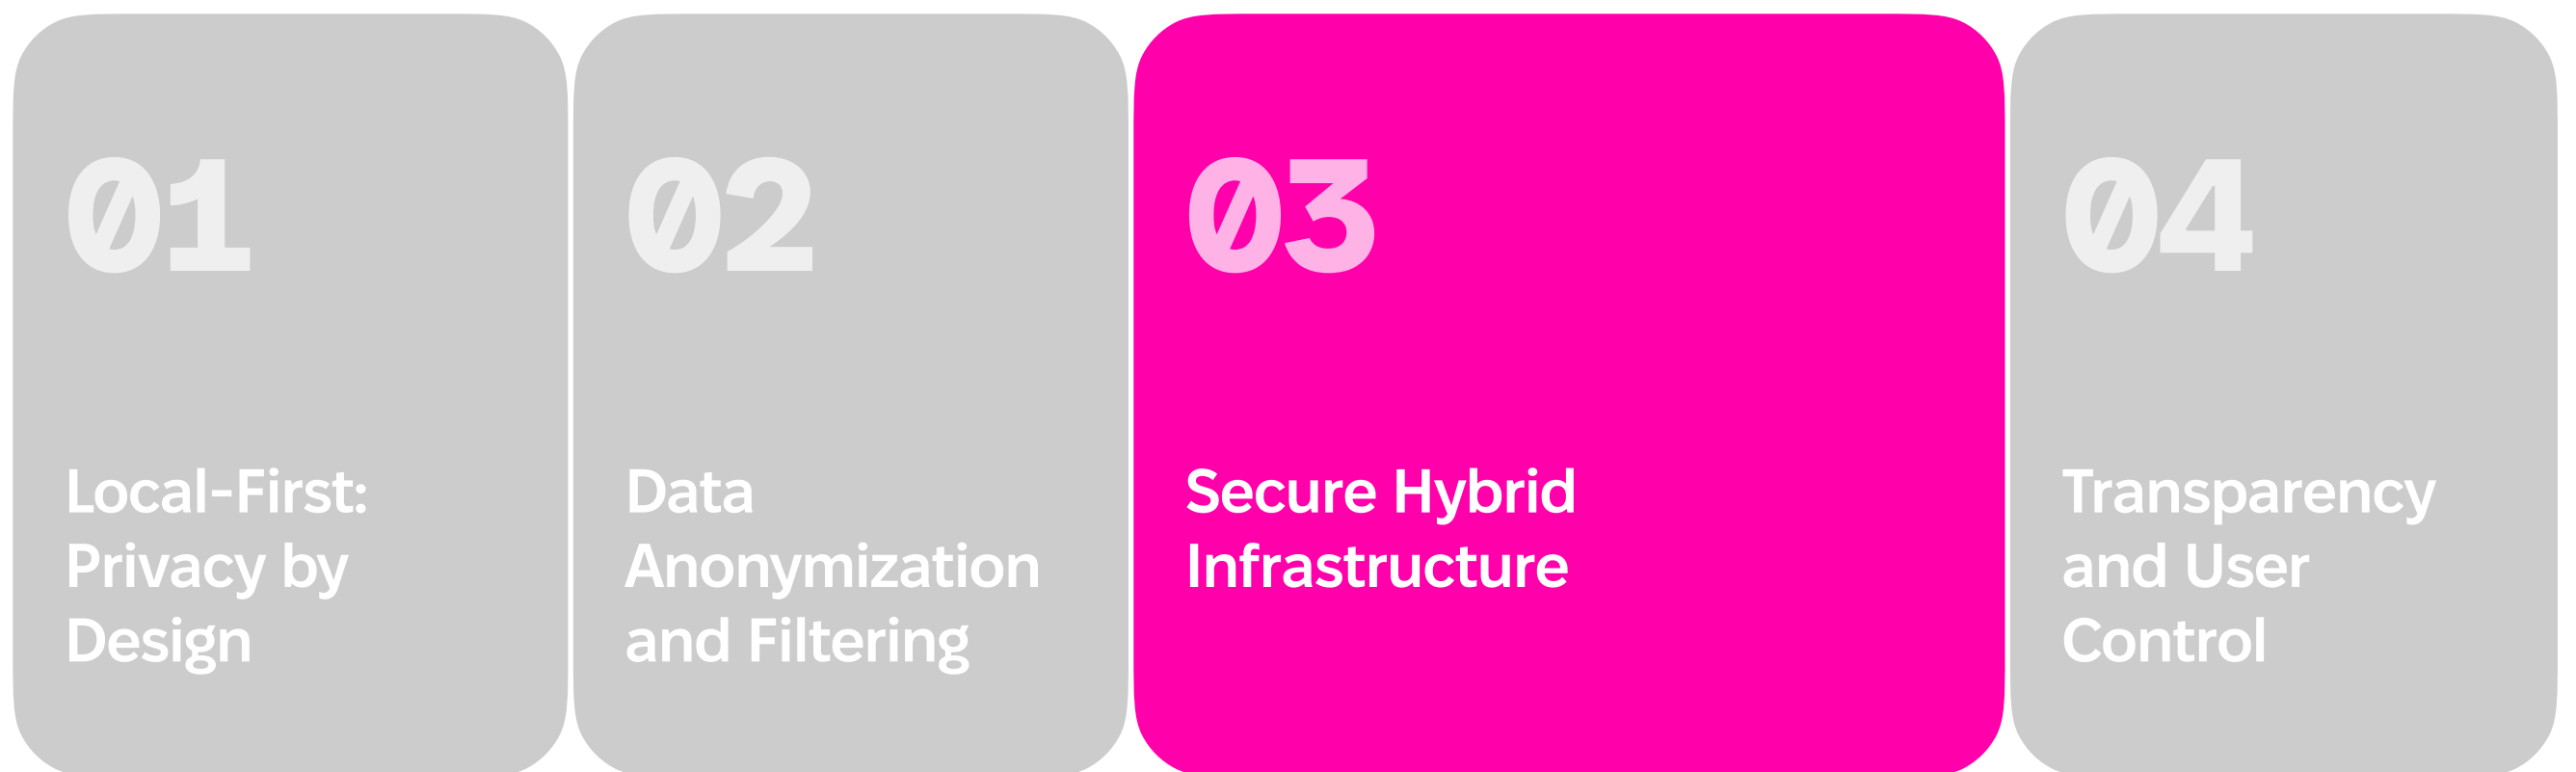 01
Local-First:
Privacy by
Design
02
Data
Anonymization
and Filtering
03
Secure Hybrid
Infrastructure
04
Transparency
and User
Control